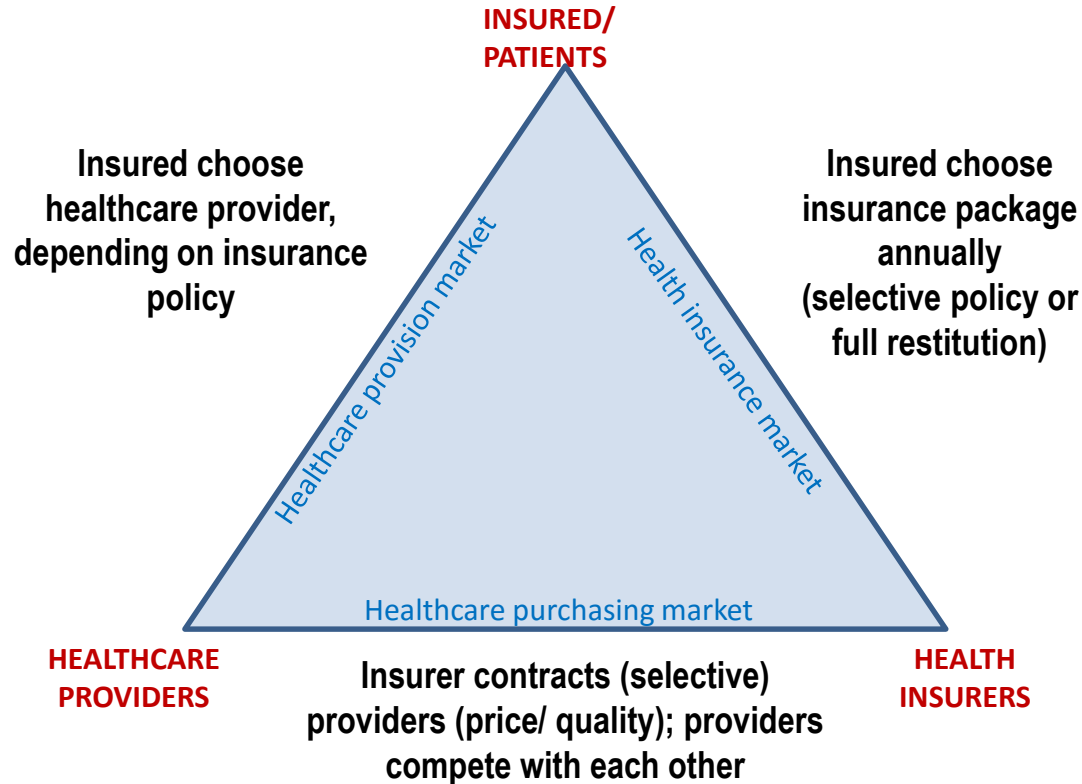 INSURED/
PATIENTS
Insured choose
healthcare provider,
depending on insurance
policy
Insured choose
insurance package
annually
(selective policy or
full restitution)
Healthcare provision market
Health insurance market
Healthcare purchasing market
HEALTHCARE
PROVIDERS
Insurer contracts (selective)
providers (price/ quality); providers
compete with each other
HEALTH
INSURERS